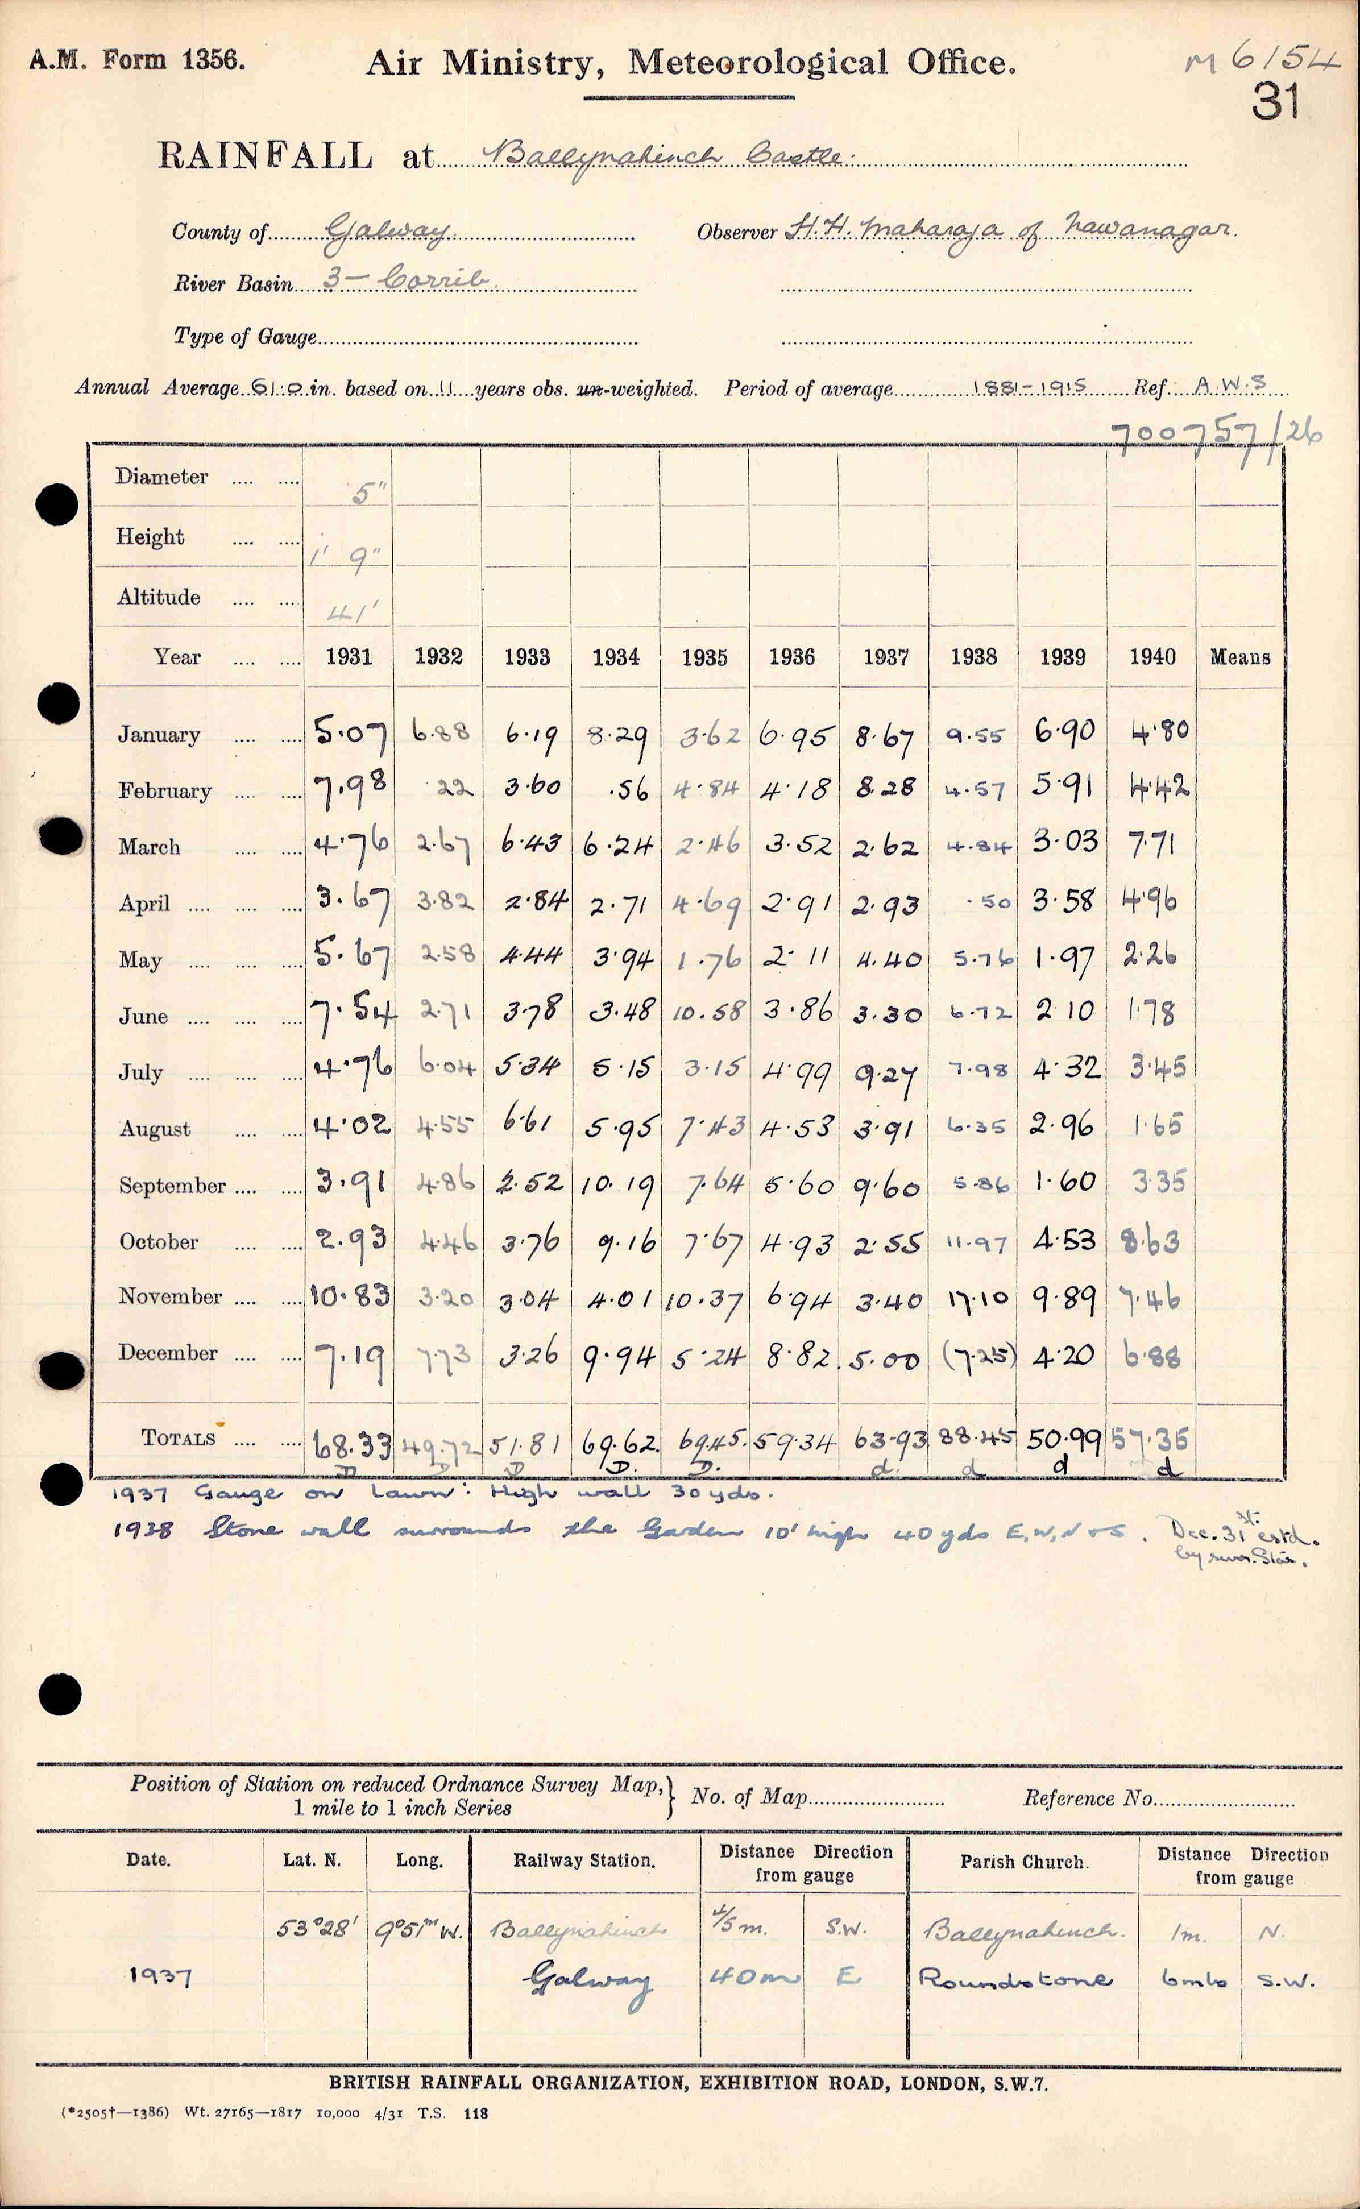 A.M. Form 1356.
Air Ministry, Meteorological Office.
M 6154
31
RAINFALL at Ballynahinch Castle.
County of Galway. Observer H.H. Maharaja of Nawanagar.
River Basin 3 - Corrib
Type of Gauge
Annual Average 61.0 in. based on 11 years obs. un-weighted. Period of average 1881-1915 Ref. A.W.S
700757/26
Diameter 5"
Height 1' 9"
Altitude 41'
Year 1931 1932 1933 1934 1935 1936 1937 1938 1939 1940 Means
January 5.07 6.88 6.19 8.29 3.62 6.95 8.67 9.55 6.90 4.80
February 7.98 .22 3.60 .56 4.84 4.18 8.28 4.57 5.91 4.42
March 4.76 2.67 6.43 6.24 2.46 3.52 2.62 4.84 3.03 7.71
April 3.67 3.82 2.84 2.71 4.69 2.91 2.93 .50 3.58 4.96
May 5.67 2.58 4.44 3.94 1.76 2.11 4.40 5.76 1.97 2.26
June 7.54 2.71 3.78 3.48 10.58 3.86 3.30 6.72 2.10 1.78
July 4.76 6.04 5.34 5.15 3.15 4.99 9.27 7.98 4.32 3.45
August 4.02 4.55 6.61 5.95 7.43 4.53 3.91 6.35 2.96 1.65
September 3.91 4.86 2.52 10.19 7.64 5.60 9.60 5.86 1.60 3.35
October 2.93 4.46 3.76 9.16 7.67 4.93 2.55 11.97 4.53 8.63
November 10.83 3.20 3.04 4.01 10.37 6.94 3.40 17.10 9.89 7.46
December 7.19 7.73 3.26 9.94 5.24 8.82 5.00 (7.25) 4.20 6.88
TOTALS 68.33 49.72 51.81 69.62 69.45 59.34 63.93 88.45 50.99 57.35
D D D D. D. d. d d d
1937 Gauge on Lawn: High wall 30 yds.
1938 Stone wall surrounds the Garden 10' high 40 yds E, W, N & S. Dec. 31st estd.
by surr. Stns.
Position of Station on reduced Ordnance Survey Map, } No. of Map Reference No.
1 mile to 1 inch Series
Date. Lat. N. Long. Railway Station. Distance Direction from gauge Parish Church. Distance Direction from gauge
53°28' 9°51m W. Ballynahinch 4/5 m. S.W. Ballynahinch. 1m. N.
1937 Galway 40m E Roundstone 6mls S.W.
BRITISH RAINFALL ORGANIZATION, EXHIBITION ROAD, LONDON, S.W.7.
(*2505†—1386) Wt. 27165—1817 10,000 4/31 T.S. 118